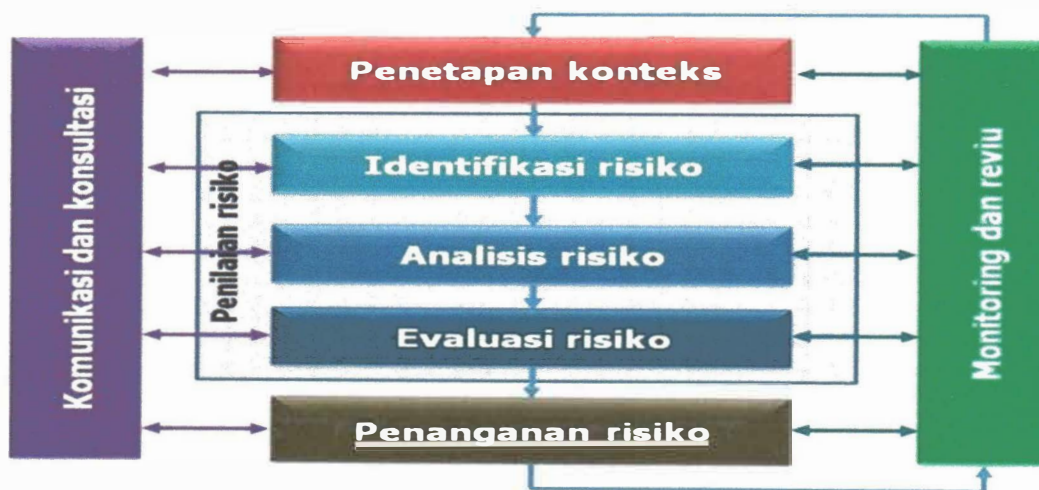 Komunikasi dan konsultasi
Penetapan konteks
Penilaian risiko
Identifikasi risiko
Analisis risiko
Evaluasi risiko
Penanganan risiko
Monitoring dan reviu